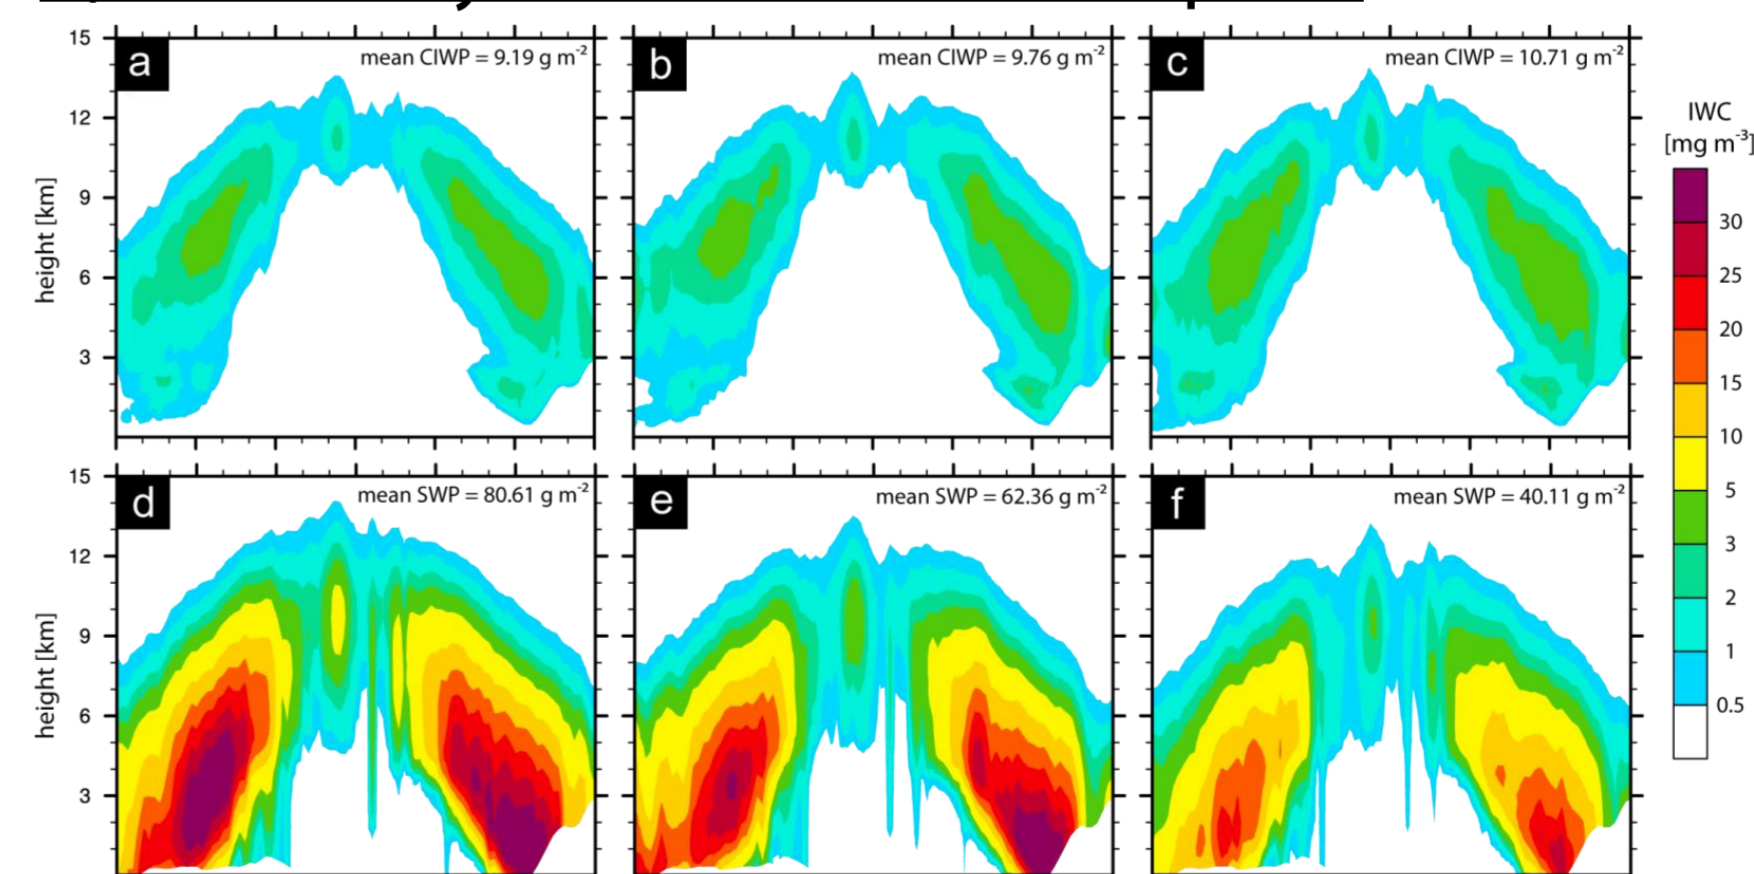 a
mean CIWP = 9.19 g m⁻²
b
mean CIWP = 9.76 g m⁻²
c
mean CIWP = 10.71 g m⁻²
15
12
9
6
3
height [km]
IWC
[mg m⁻³]
30
25
20
15
10
5
3
2
1
0.5
d
mean SWP = 80.61 g m⁻²
e
mean SWP = 62.36 g m⁻²
f
mean SWP = 40.11 g m⁻²
15
12
9
6
3
height [km]